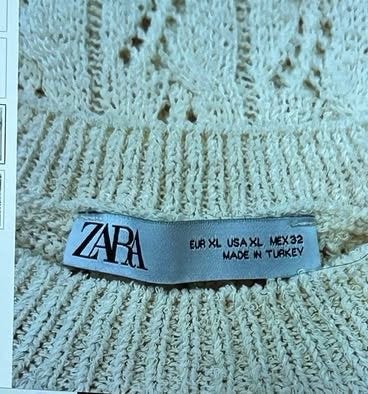 ZARA
EUR XL USA XL MEX 32
MADE IN TURKEY